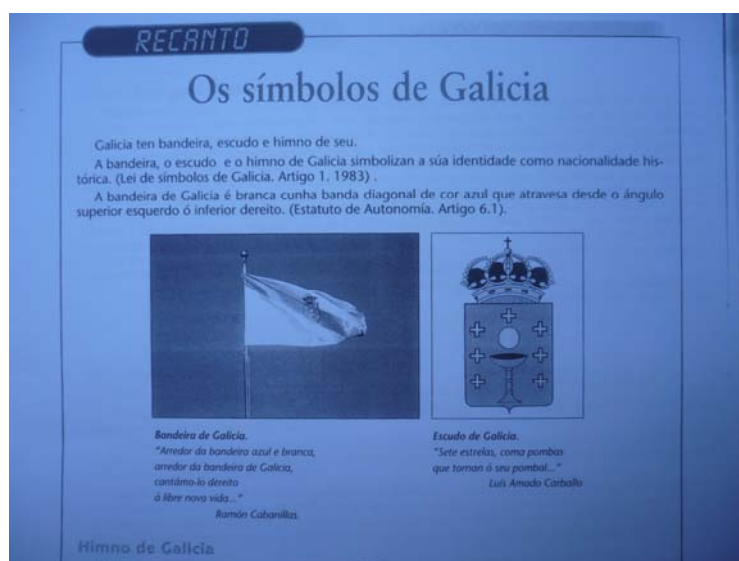 RECANTO
Os símbolos de Galicia
Galicia ten bandeira, escudo e himno de seu.
A bandeira, o escudo e o himno de Galicia simbolizan a súa identidade como nacionalidade his-
tórica. (Lei de símbolos de Galicia. Artigo 1. 1983) .
A bandeira de Galicia é branca cunha banda diagonal de cor azul que atravesa desde o ángulo
superior esquerdo ó inferior dereito. (Estatuto de Autonomía. Artigo 6.1).
Bandeira de Galicia.
"Arredor da bandeira azul e branca,
arredor da bandeira de Galicia,
cantámo-lo dereito
á libre nova vida..."
Ramón Cabanillas.
Escudo de Galicia.
"Sete estrelas, coma pombas
que tornan ó seu pombal..."
Luís Amado Carballo
Himno de Galicia